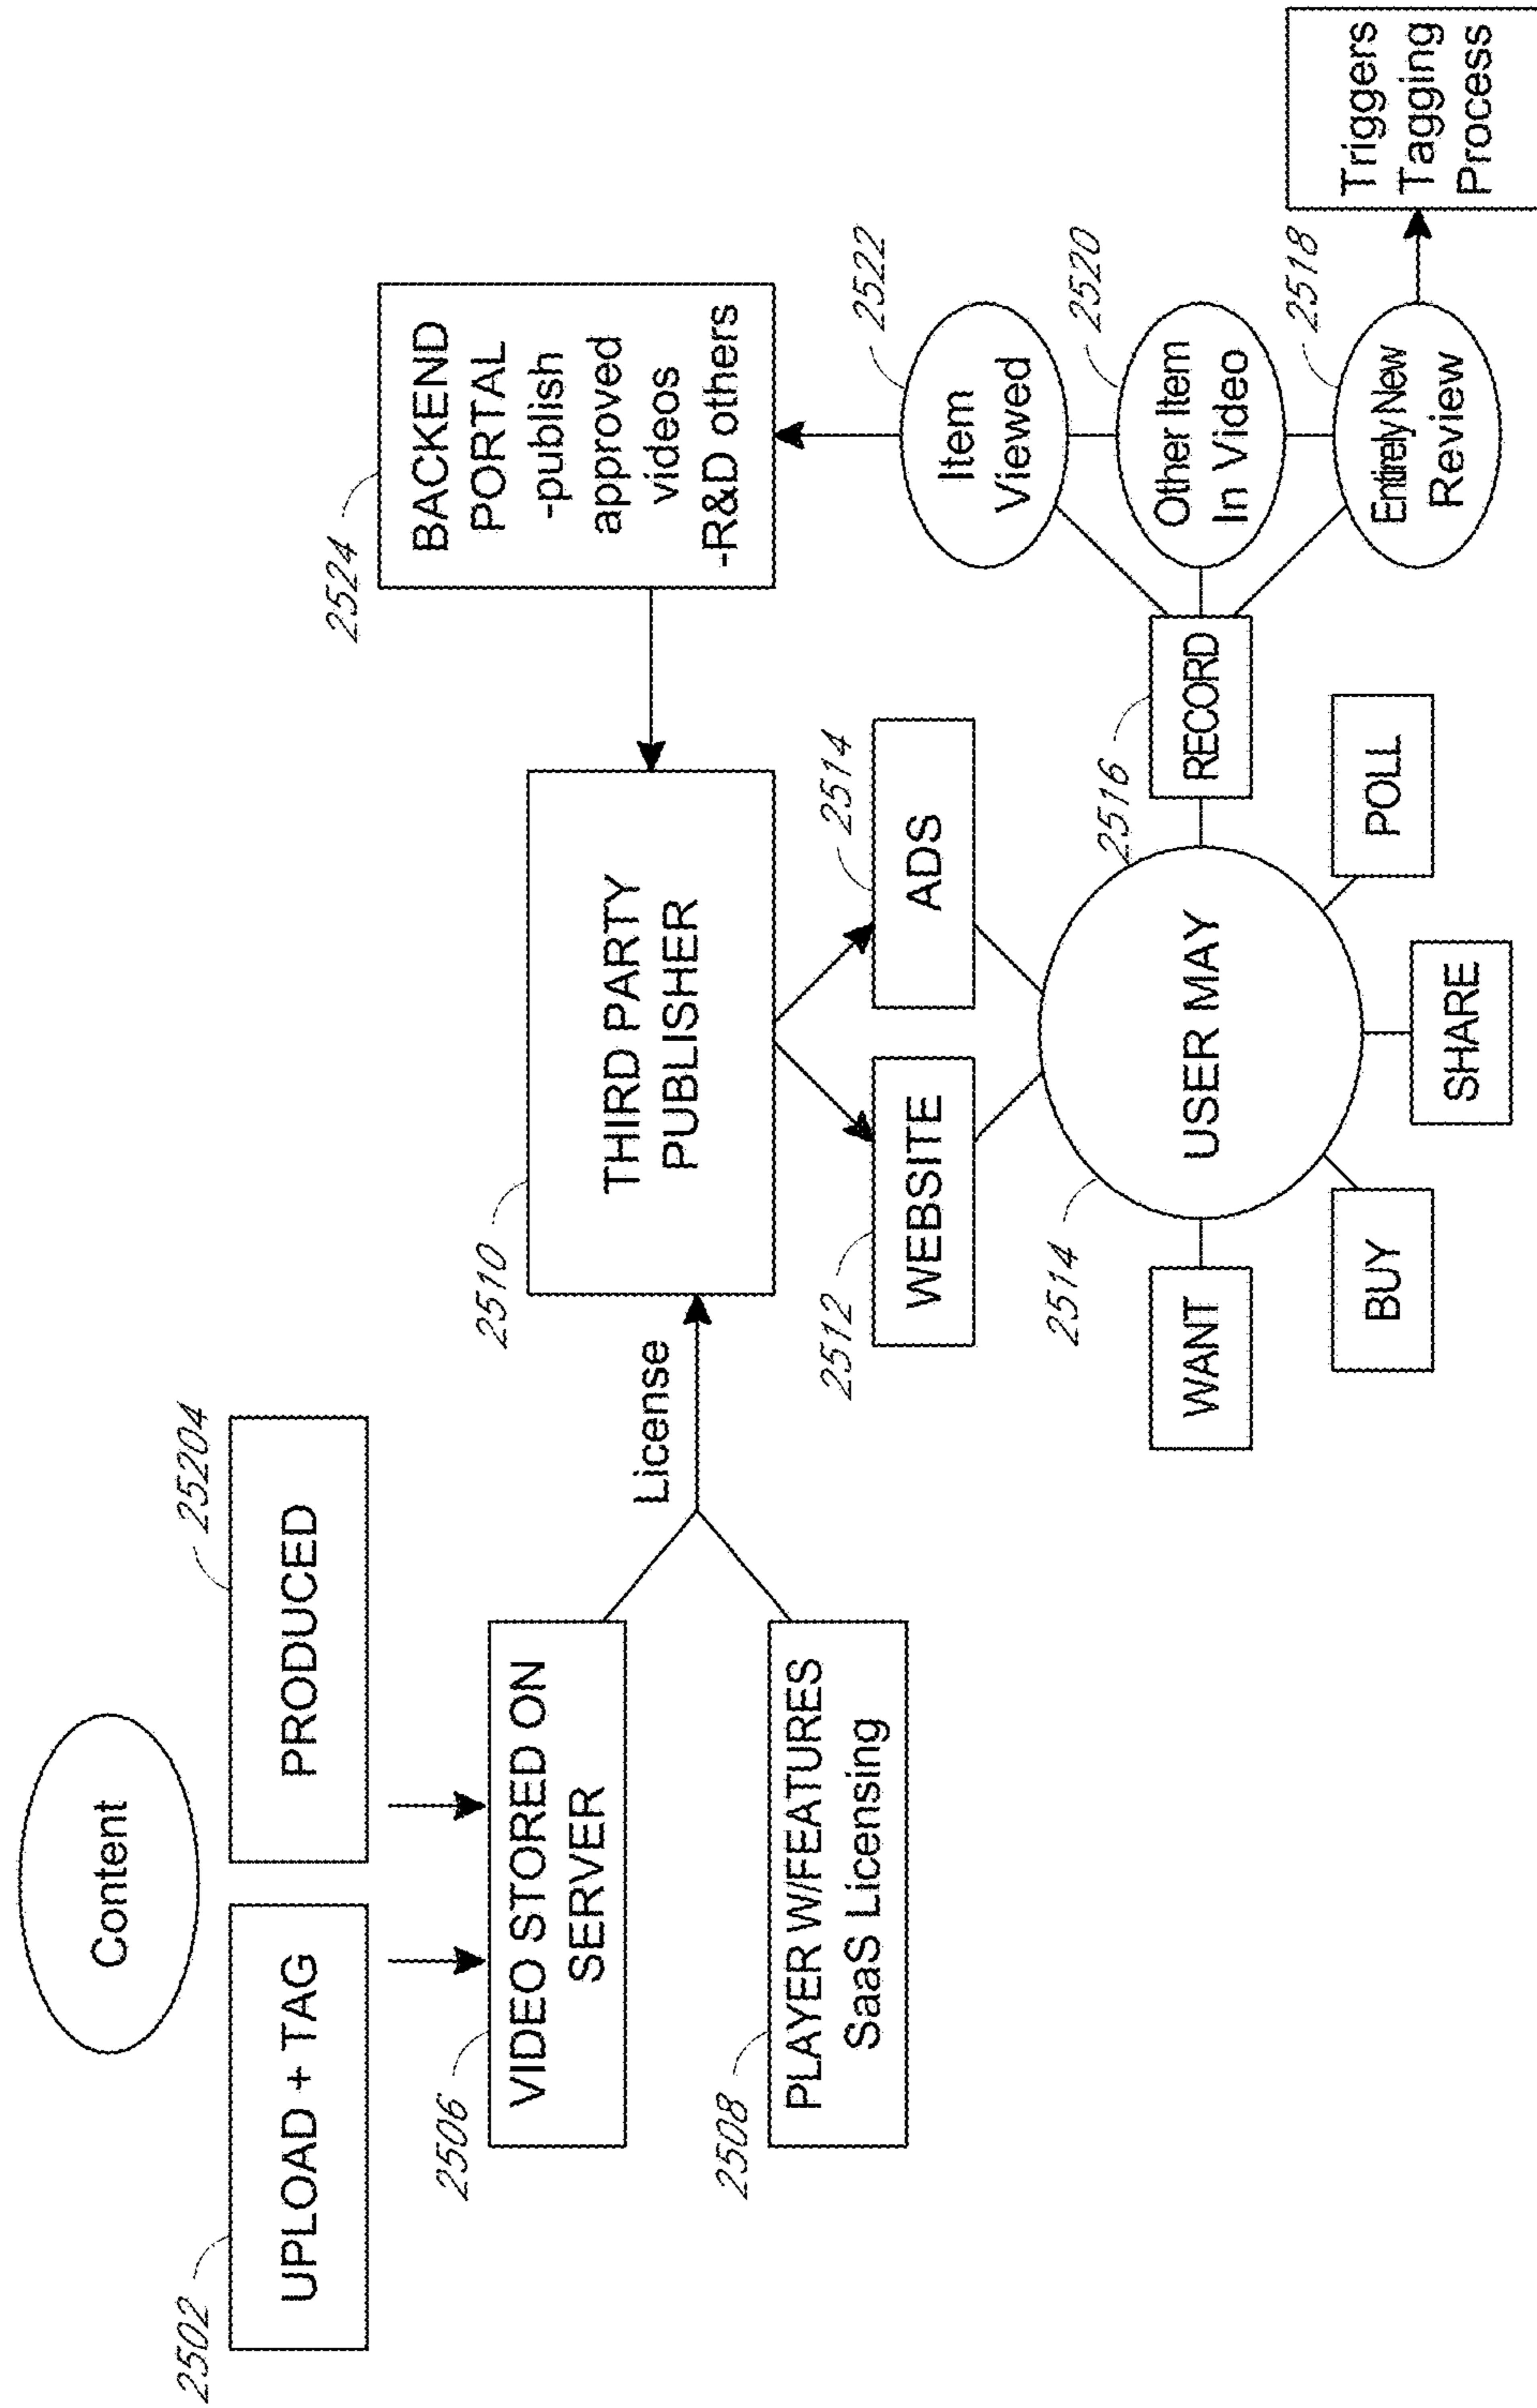 Content
2502
UPLOAD + TAG
25204
PRODUCED
2506
VIDEO STORED ON
SERVER
2508
PLAYER W/FEATURES
SaaS Licensing
License
2510
THIRD PARTY
PUBLISHER
2524
BACKEND
PORTAL
-publish
approved
videos
-R&D others
2512
WEBSITE
2514
ADS
2514
USER MAY
WANT
BUY
SHARE
POLL
2516
RECORD
2522
Item
Viewed
2520
Other Item
In Video
2518
Entirely New
Review
Triggers
Tagging
Process